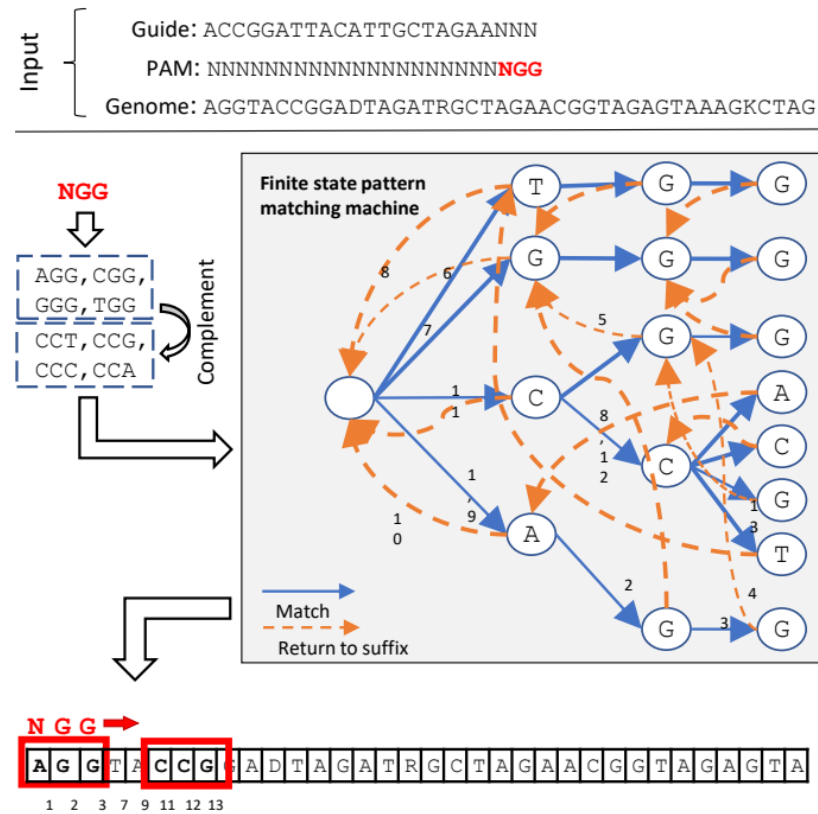 Input
Guide: ACCGGATTACATTGCTAGAANNN
PAM: NNNNNNNNNNNNNNNNNNNNNGG
Genome: AGGTACCGGADTAGATRGCTAGAACGGTAGAGTAAAGKCTAG
NGG
AGG,CGG,
GGG,TGG
CCT,CCG,
CCC,CCA
Complement
Finite state pattern
matching machine
T G G
8 6
G G G
7
5
G G
1
1
C
A
8,12
C
C
G
1
3
1,9
1
0
A
T
2
4
G 3 G
Match
Return to suffix
N G G
A G G T A C C G G A D T A G A T R G C T A G A A C G G T A G A G T A
1 2 3 7 9 11 12 13